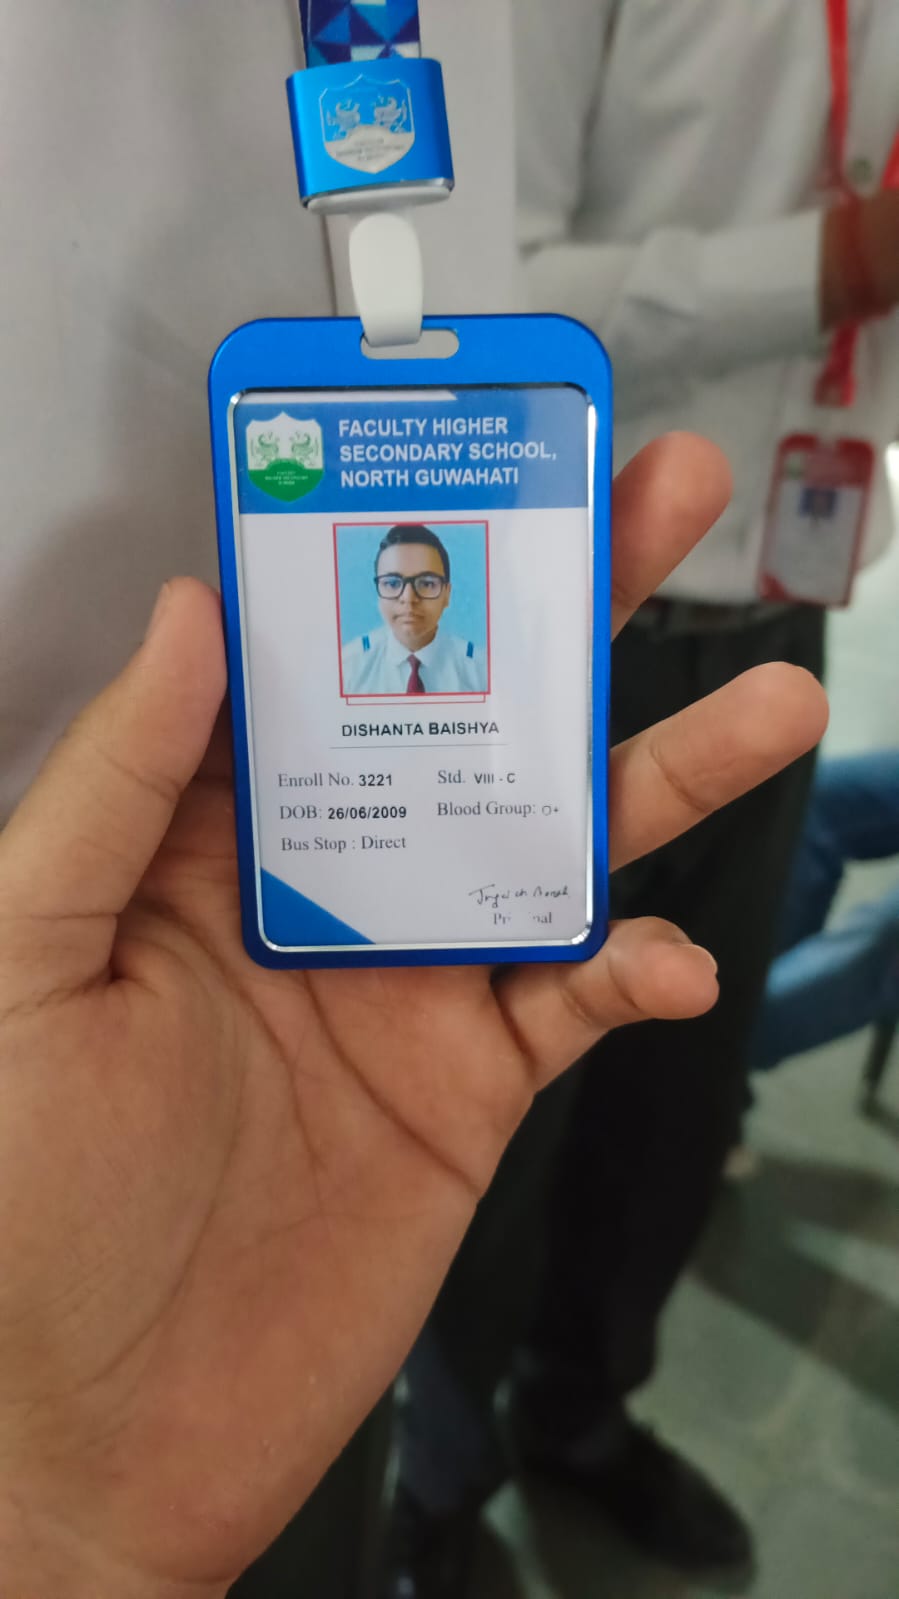 FACULTY HIGHER
SECONDARY SCHOOL,
NORTH GUWAHATI
DISHANTA BAISHYA
Enroll No. 3221 Std. VIII - C
DOB: 26/06/2009 Blood Group: O+
Bus Stop : Direct